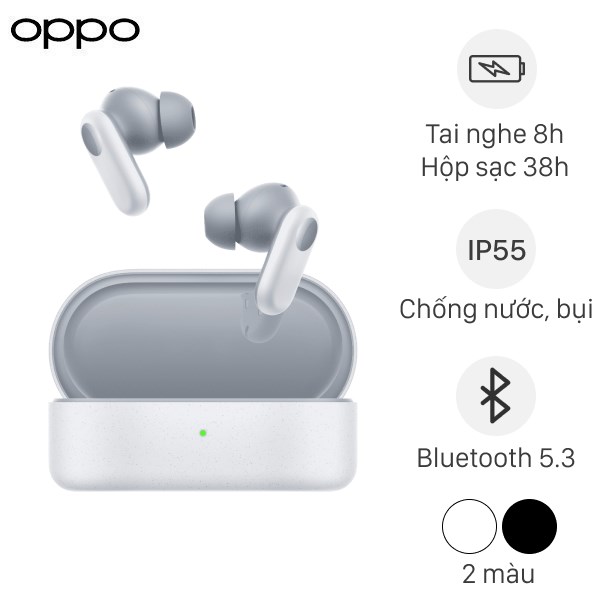 oppo
Tai nghe 8h
Hộp sạc 38h
IP55
Chống nước, bụi
Bluetooth 5.3
2 màu